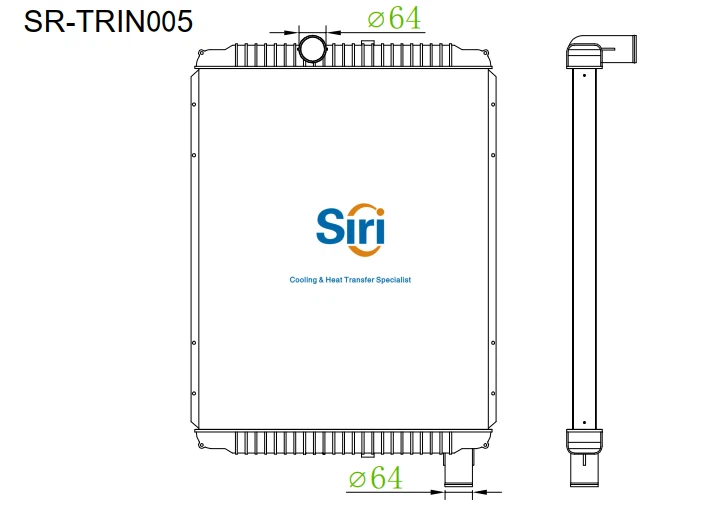 SR-TRIN005
⌀64
Siri
Cooling & Heat Transfer Specialist
⌀64